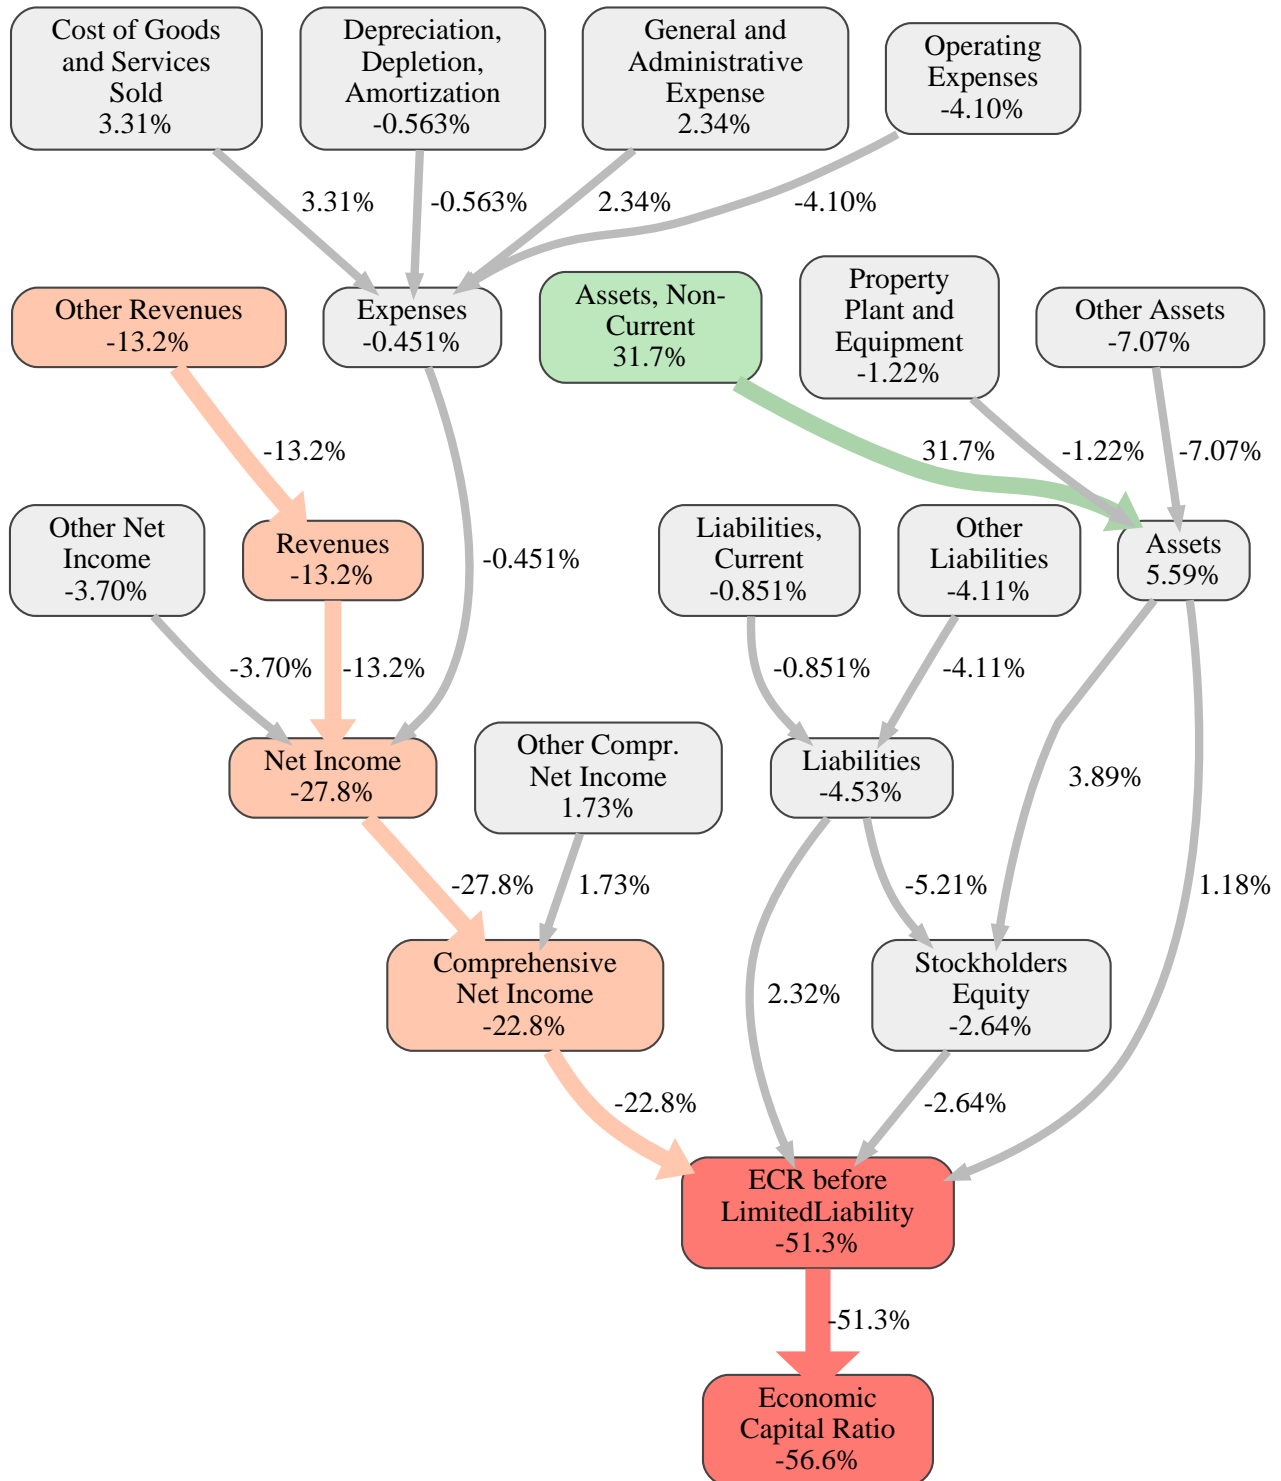 Cost of Goods
and Services
Sold
3.31%
Depreciation,
Depletion,
Amortization
-0.563%
General and
Administrative
Expense
2.34%
Operating
Expenses
-4.10%
3.31%
-0.563%
2.34%
-4.10%
Other Revenues
-13.2%
Expenses
-0.451%
Assets, Non-
Current
31.7%
Property
Plant and
Equipment
-1.22%
Other Assets
-7.07%
-13.2%
31.7%
-1.22%
-7.07%
Other Net
Income
-3.70%
Revenues
-13.2%
-0.451%
Liabilities,
Current
-0.851%
Other
Liabilities
-4.11%
Assets
5.59%
-3.70%
-13.2%
-0.851%
-4.11%
Net Income
-27.8%
Other Compr.
Net Income
1.73%
Liabilities
-4.53%
3.89%
-27.8%
1.73%
-5.21%
1.18%
Comprehensive
Net Income
-22.8%
2.32%
Stockholders
Equity
-2.64%
-22.8%
-2.64%
ECR before
LimitedLiability
-51.3%
-51.3%
Economic
Capital Ratio
-56.6%